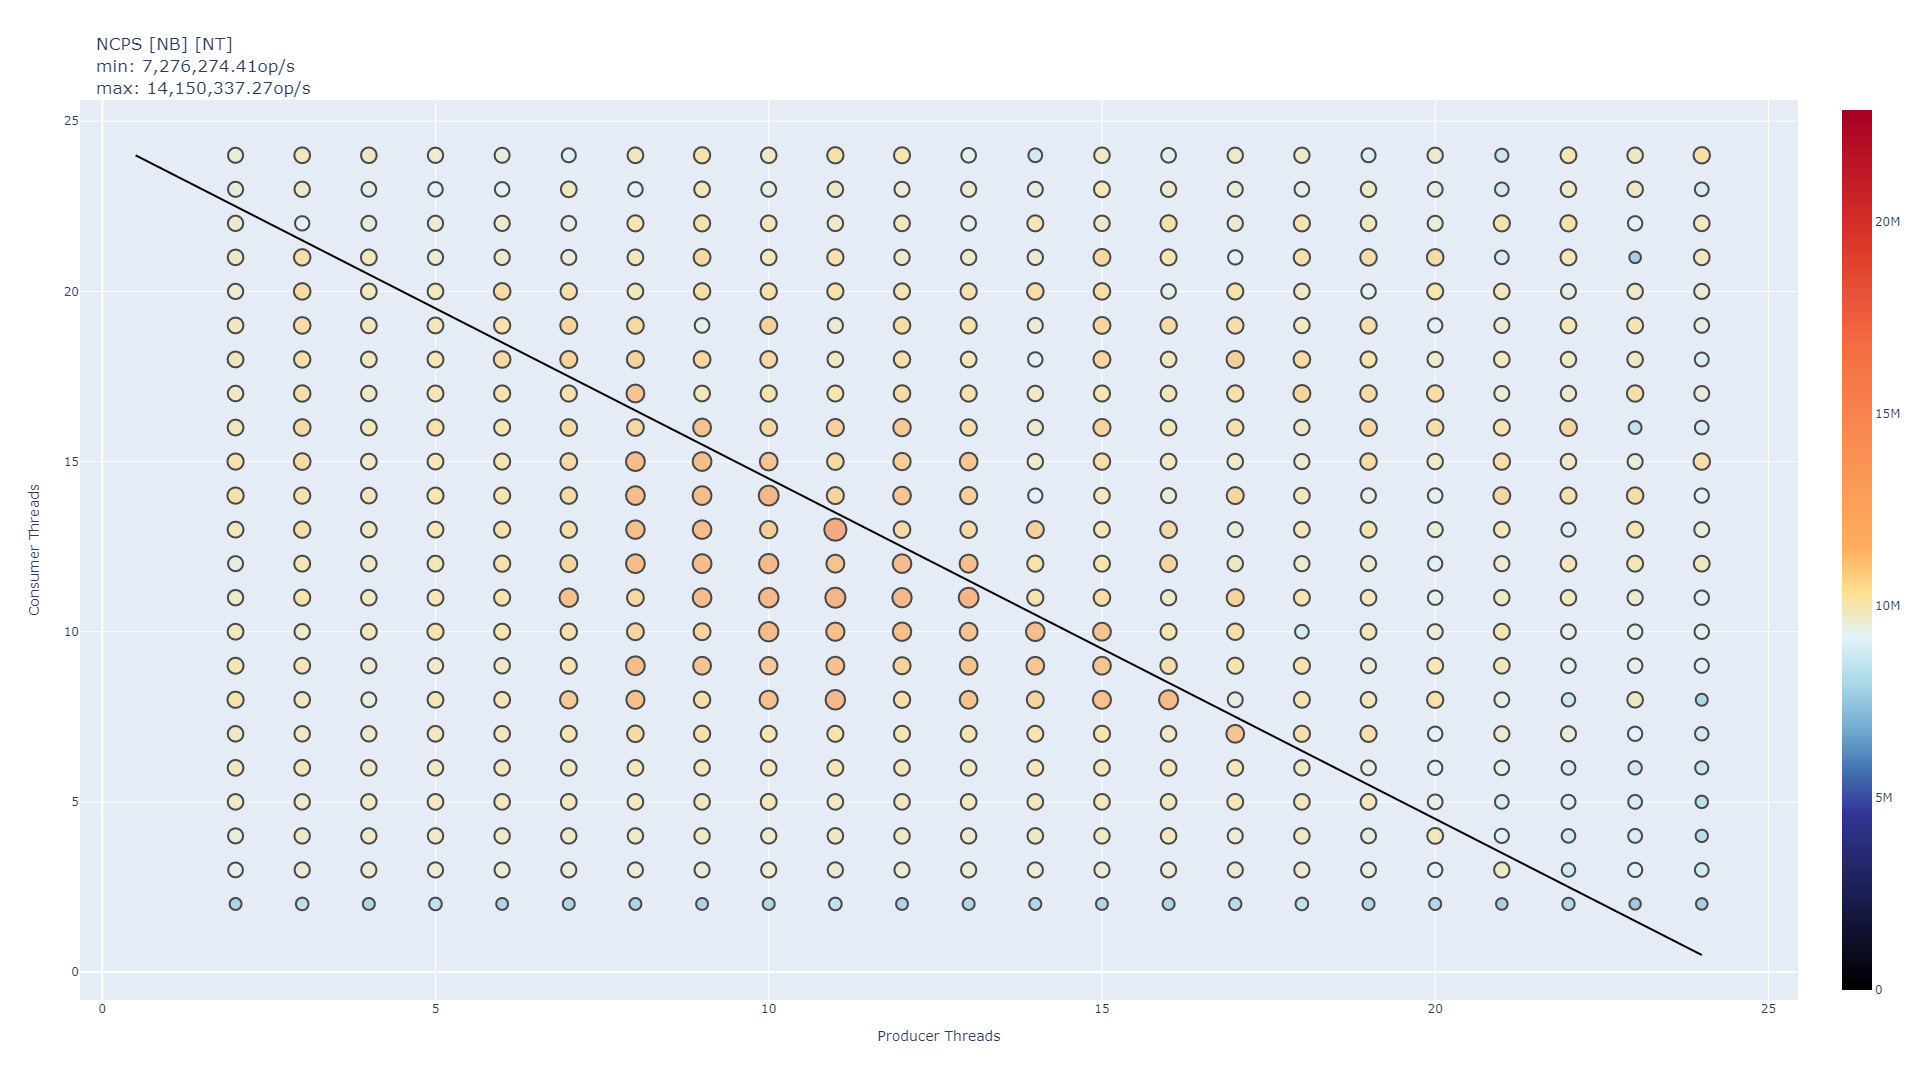 NCPS [NB] [NT]
min: 7,276,274.41op/s
max: 14,150,337.27op/s
25
20
15
10
5
0
Consumer Threads
0
5
10
15
20
25
Producer Threads
20M
15M
10M
5M
0